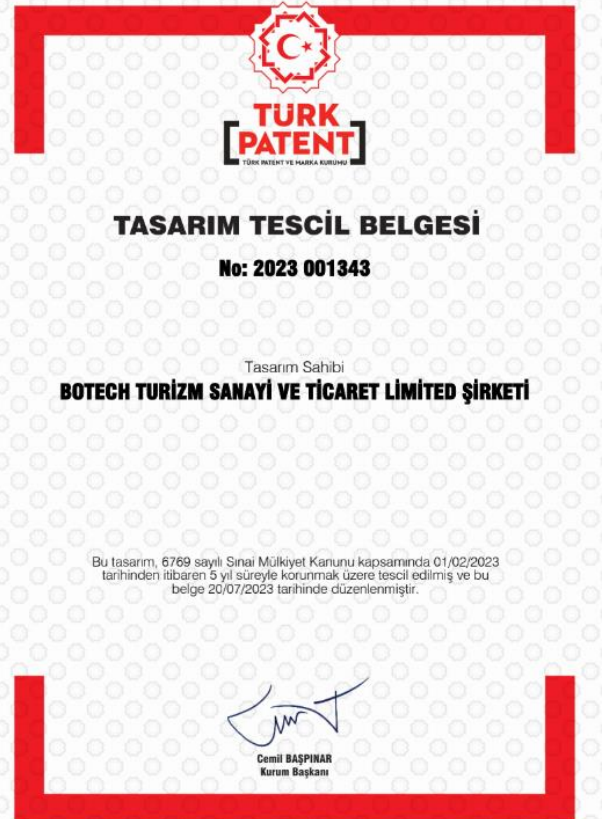 TÜRK
PATENT
TÜRK PATENT VE MARKA KURUMU
TASARIM TESCİL BELGESİ
No: 2023 001343
Tasarım Sahibi
BOTECH TURİZM SANAYİ VE TİCARET LİMİTED ŞİRKETİ
Bu tasarım, 6769 sayılı Sınai Mülkiyet Kanunu kapsamında 01/02/2023
tarihinden itibaren 5 yıl süreyle korunmak üzere tescil edilmiş ve bu
belge 20/07/2023 tarihinde düzenlenmiştir.
Cemil BAŞPINAR
Kurum Başkanı